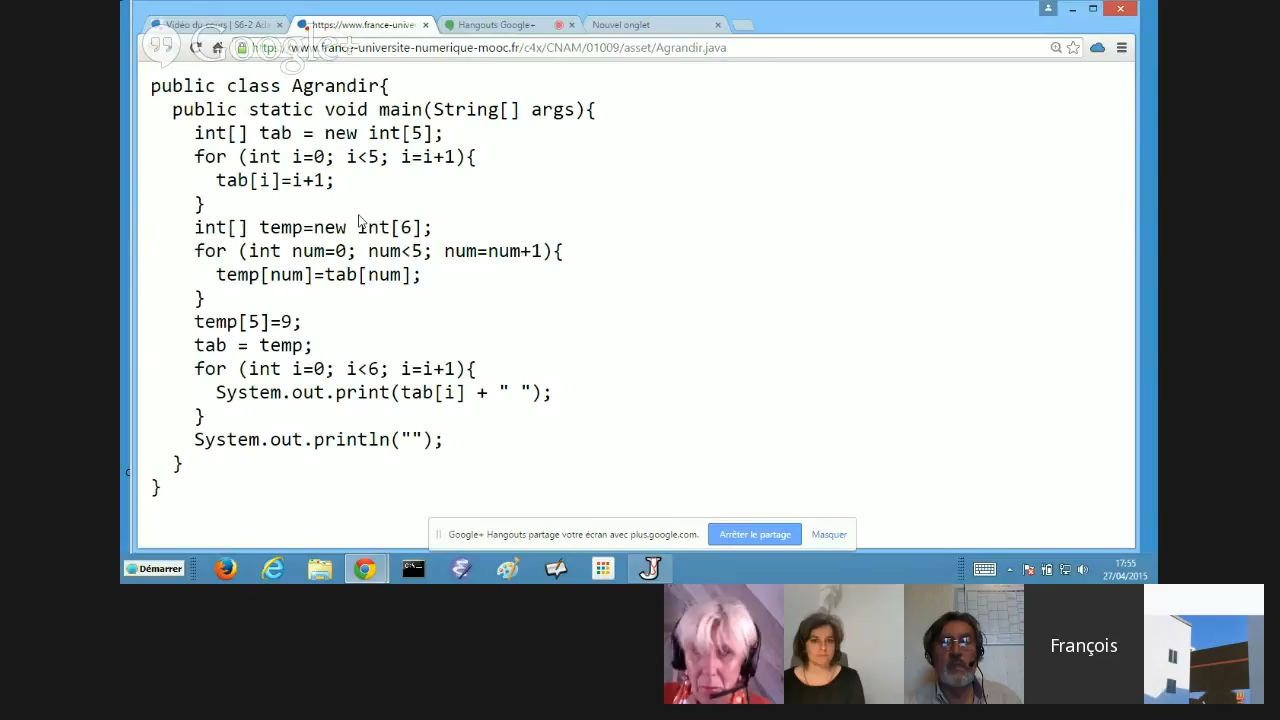 Vidéo du cours | S6-2 Ada
https://www.france-unive
Hangouts Google+
Nouvel onglet
Google+
https://www.france-universite-numerique-mooc.fr/c4x/CNAM/01009/asset/Agrandir.java
public class Agrandir{
public static void main(String[] args){
int[] tab = new int[5];
for (int i=0; i<5; i=i+1){
tab[i]=i+1;
}
int[] temp=new int[6];
for (int num=0; num<5; num=num+1){
temp[num]=tab[num];
}
temp[5]=9;
tab = temp;
for (int i=0; i<6; i=i+1){
System.out.print(tab[i] + " ");
}
System.out.println("");
}
}
Google+ Hangouts partage votre écran avec plus.google.com. Arrêter le partage Masquer
Démarrer
17:55
27/04/2015
François